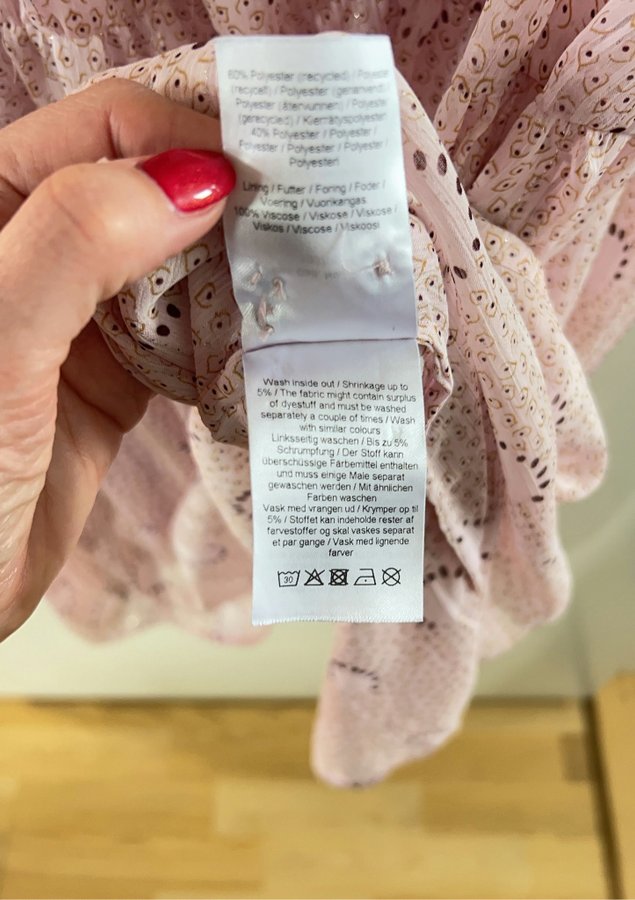 60% Polyester (recycled) / Polyester
(recycelt) / Polyester (genanvendt) /
Polyester (återvunnen) / Polyester
(gerecycled) / Kierrätyspolyester
40% Polyester / Polyester /
Polyester / Polyester / Polyester /
Polyesteri
Lining / Futter / Foring / Foder /
Voering / Vuorikangas
100% Viscose / Viskose / Viskose /
Viskos / Viscose / Viskoosi
Wash inside out / Shrinkage up to
5% / The fabric might contain surplus
of dyestuff and must be washed
separately a couple of times / Wash
with similar colours
Linksseitig waschen / Bis zu 5%
Schrumpfung / Der Stoff kann
überschüssige Färbemittel enthalten
und muss einige Male separat
gewaschen werden / Mit ähnlichen
Farben waschen
Vask med vrangen ud / Krymper op til
5% / Stoffet kan indeholde rester af
farvestoffer og skal vaskes separat
et par gange / Vask med lignende
farver
30